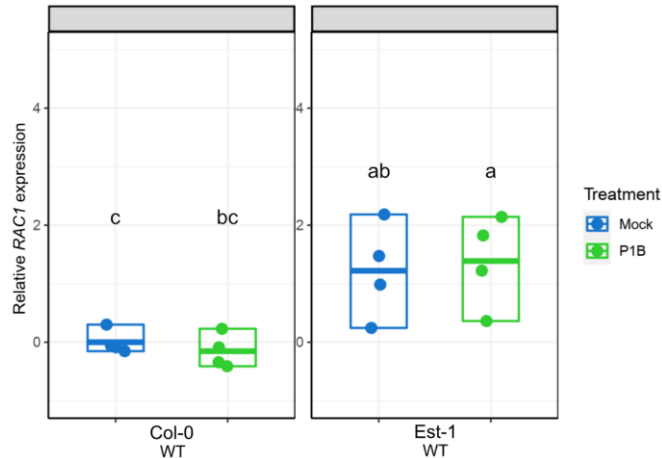 Relative RAC1 expression
4
2
0
c
bc
Col-0
WT
4
2
0
ab
a
Est-1
WT
Treatment
Mock
P1B